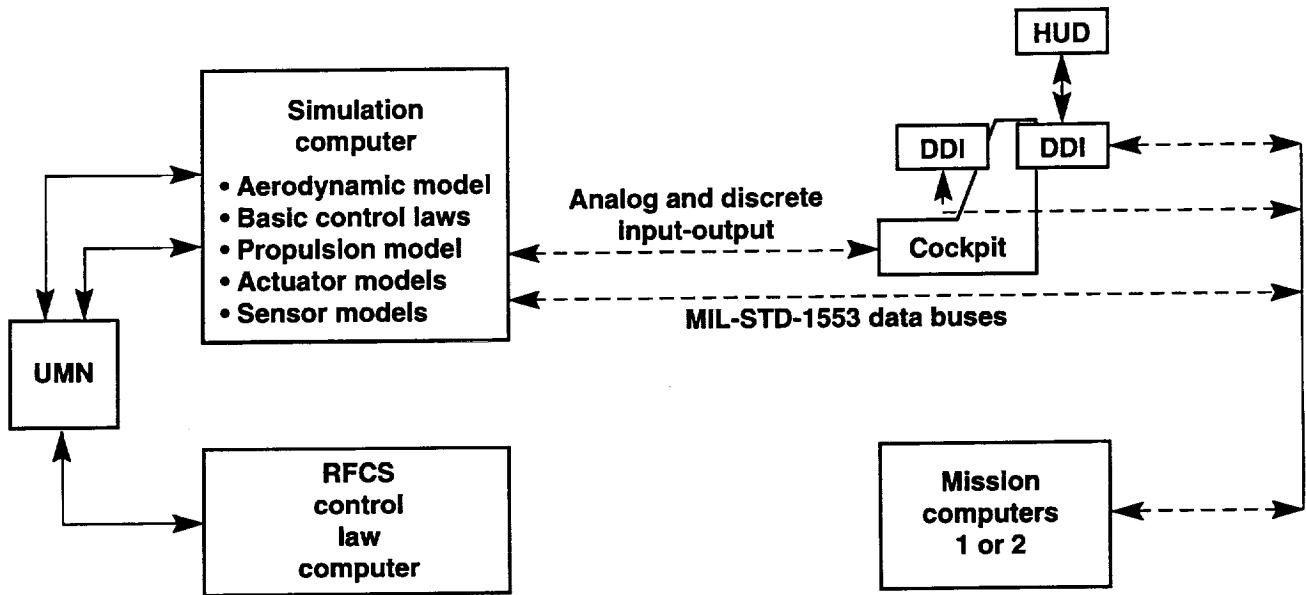 HUD
Simulation
computer
• Aerodynamic model
• Basic control laws
• Propulsion model
• Actuator models
• Sensor models
DDI
DDI
Analog and discrete
input-output
Cockpit
MIL-STD-1553 data buses
UMN
RFCS
control
law
computer
Mission
computers
1 or 2